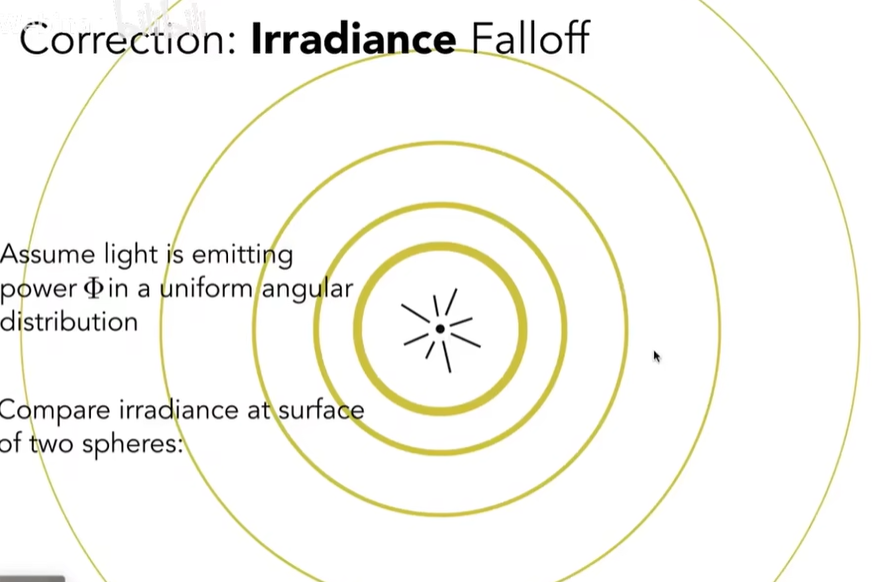 Correction: Irradiance Falloff
Assume light is emitting
power Φ in a uniform angular
distribution
Compare irradiance at surface
of two spheres: